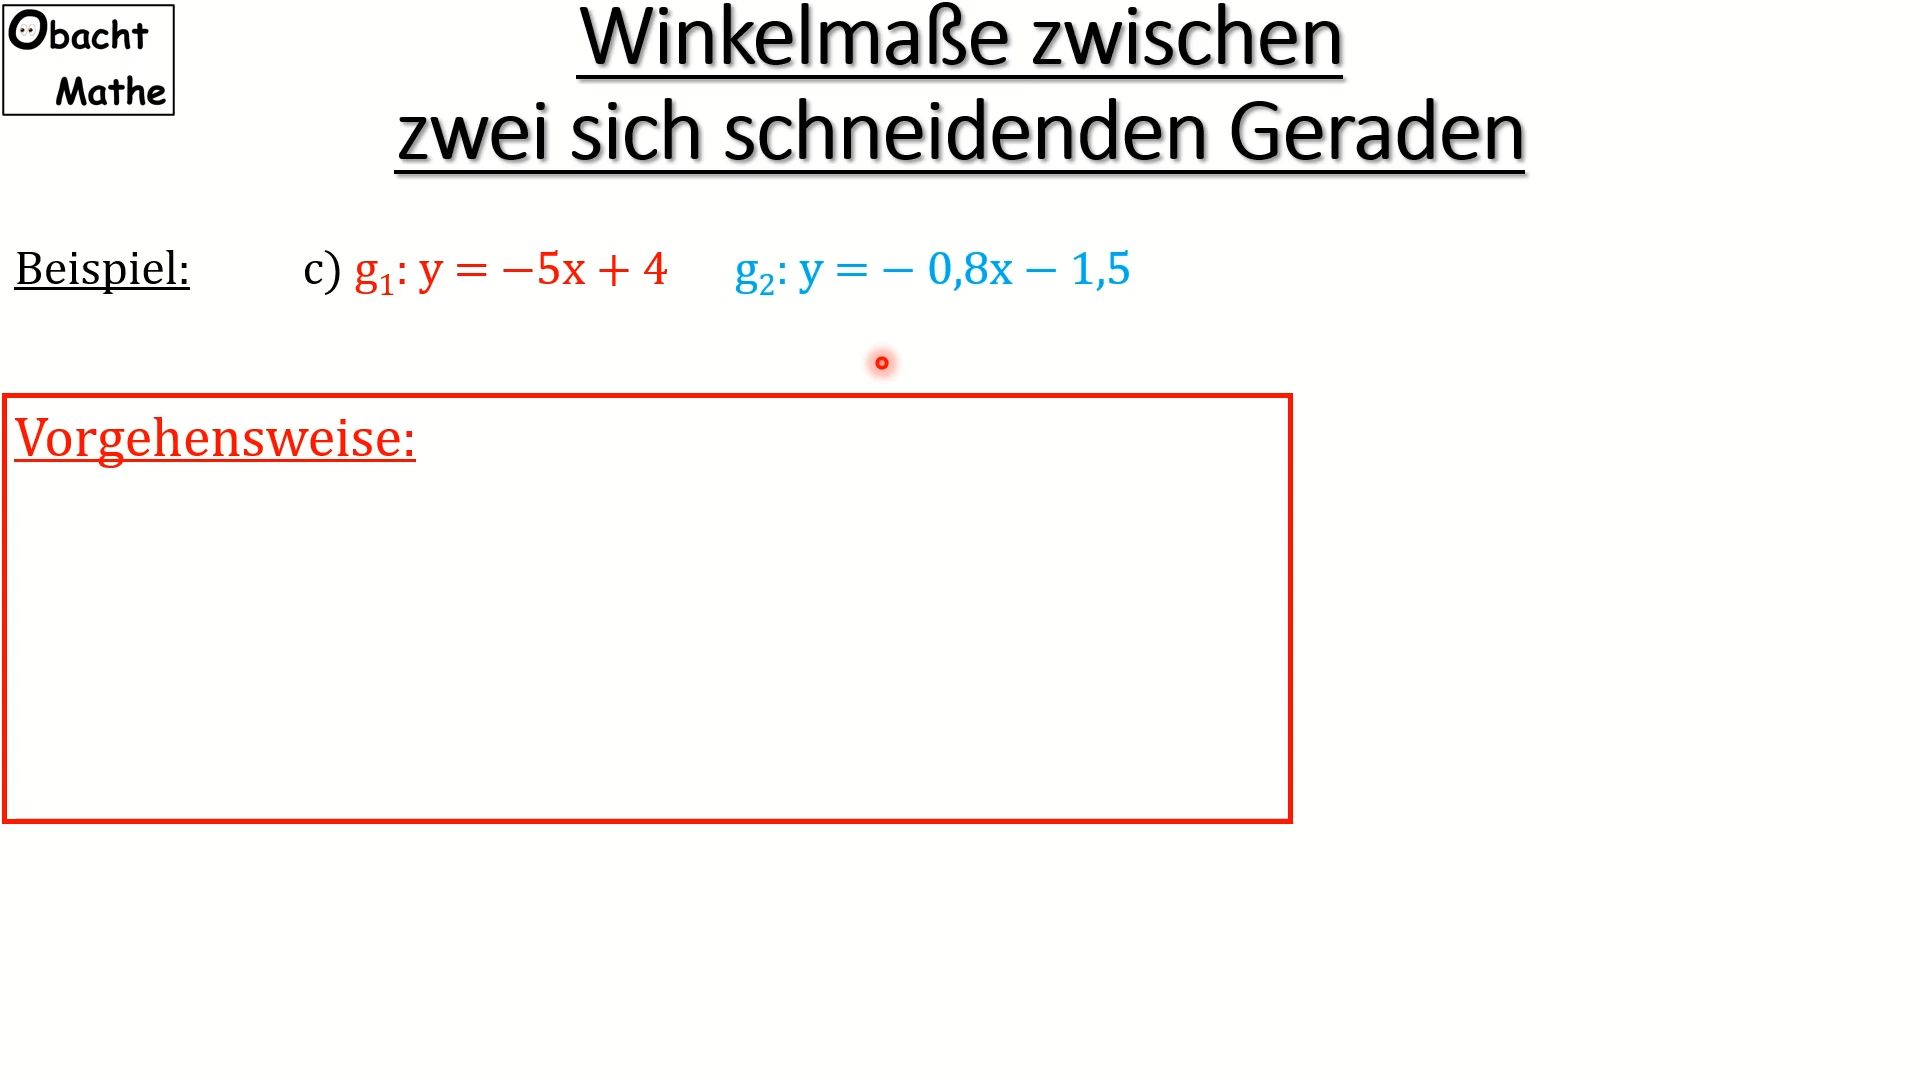 Obacht
Mathe
Winkelmaße zwischen
zwei sich schneidenden Geraden
Beispiel: c) g₁: y = −5x + 4 g₂: y = − 0,8x − 1,5
Vorgehensweise: